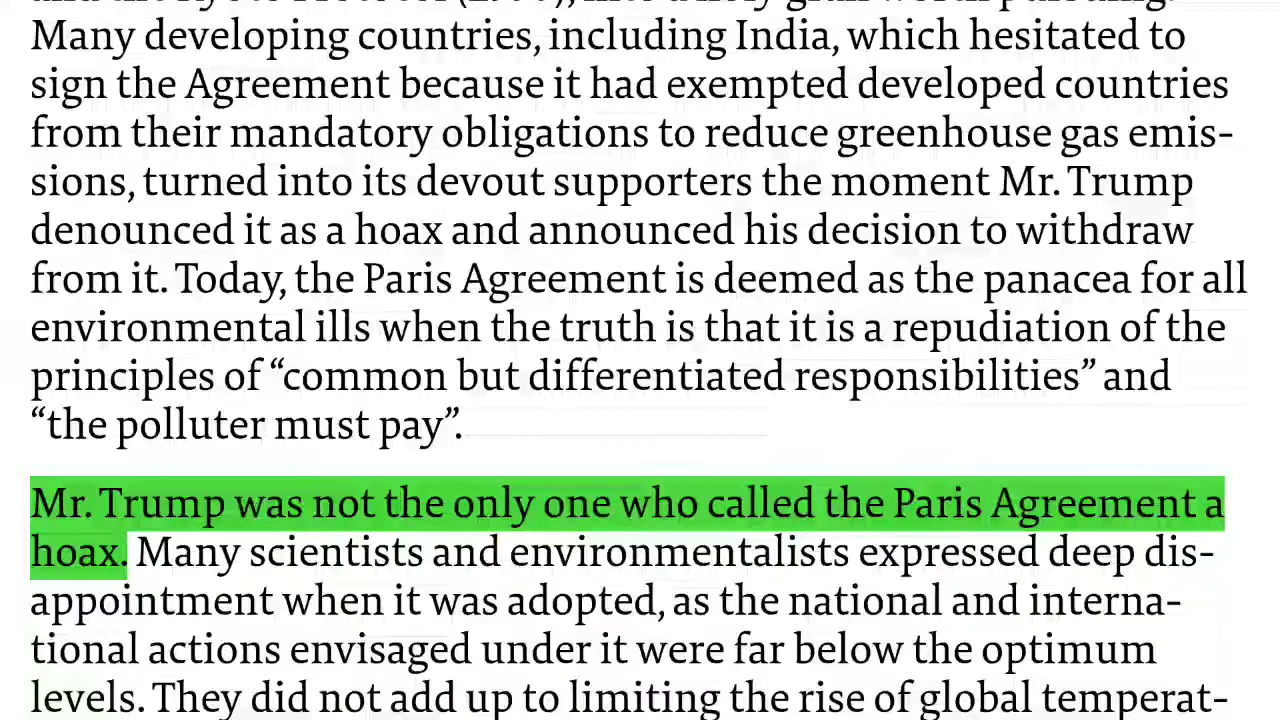 Many developing countries, including India, which hesitated to
sign the Agreement because it had exempted developed countries
from their mandatory obligations to reduce greenhouse gas emis-
sions, turned into its devout supporters the moment Mr. Trump
denounced it as a hoax and announced his decision to withdraw
from it. Today, the Paris Agreement is deemed as the panacea for all
environmental ills when the truth is that it is a repudiation of the
principles of “common but differentiated responsibilities” and
“the polluter must pay”.
Mr. Trump was not the only one who called the Paris Agreement a
hoax. Many scientists and environmentalists expressed deep dis-
appointment when it was adopted, as the national and interna-
tional actions envisaged under it were far below the optimum
levels. They did not add up to limiting the rise of global temperat-